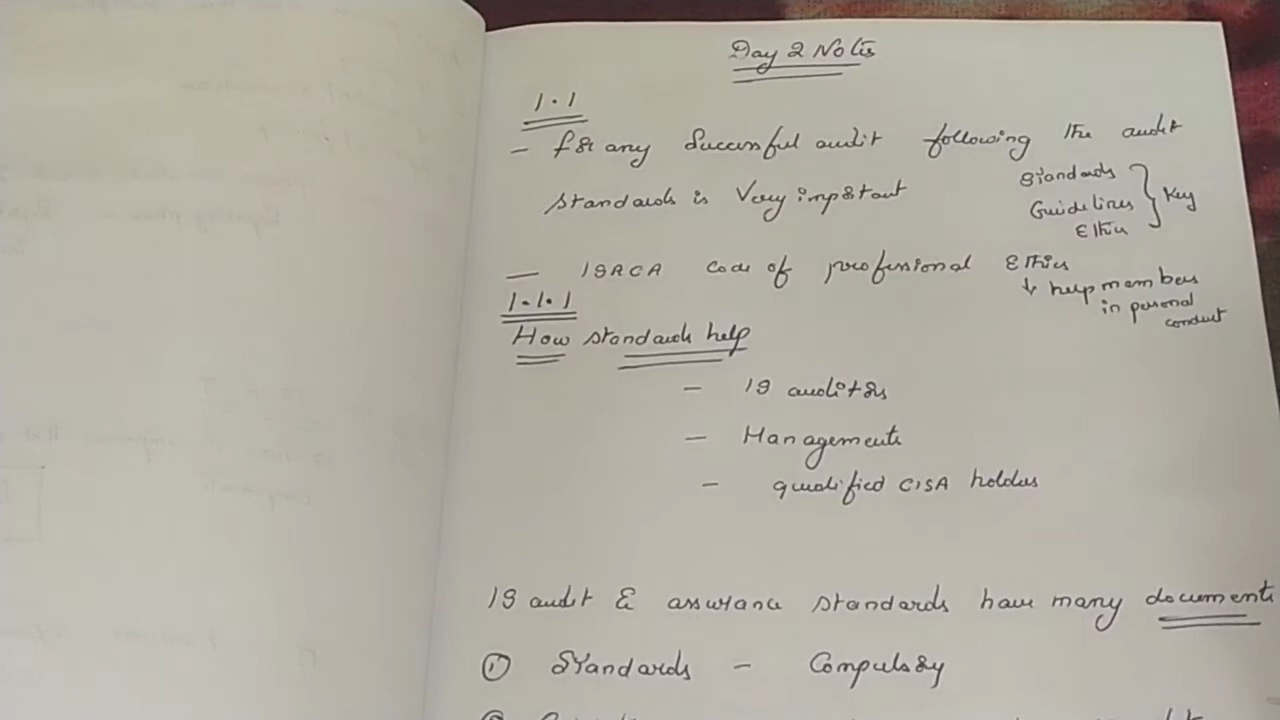 Day 2 Notes
1.1
- For any Successful audit following the audit
standards is Very important
Standards
Guidelines
Ethics
Key
- ISACA Code of professional Ethics
↓ help members
in personal
conduct
1.1.1
How standards help
- IS auditors
- Managements
- qualified CISA holders
IS audit & assurance standards have many documents
① Standards - Compulsory